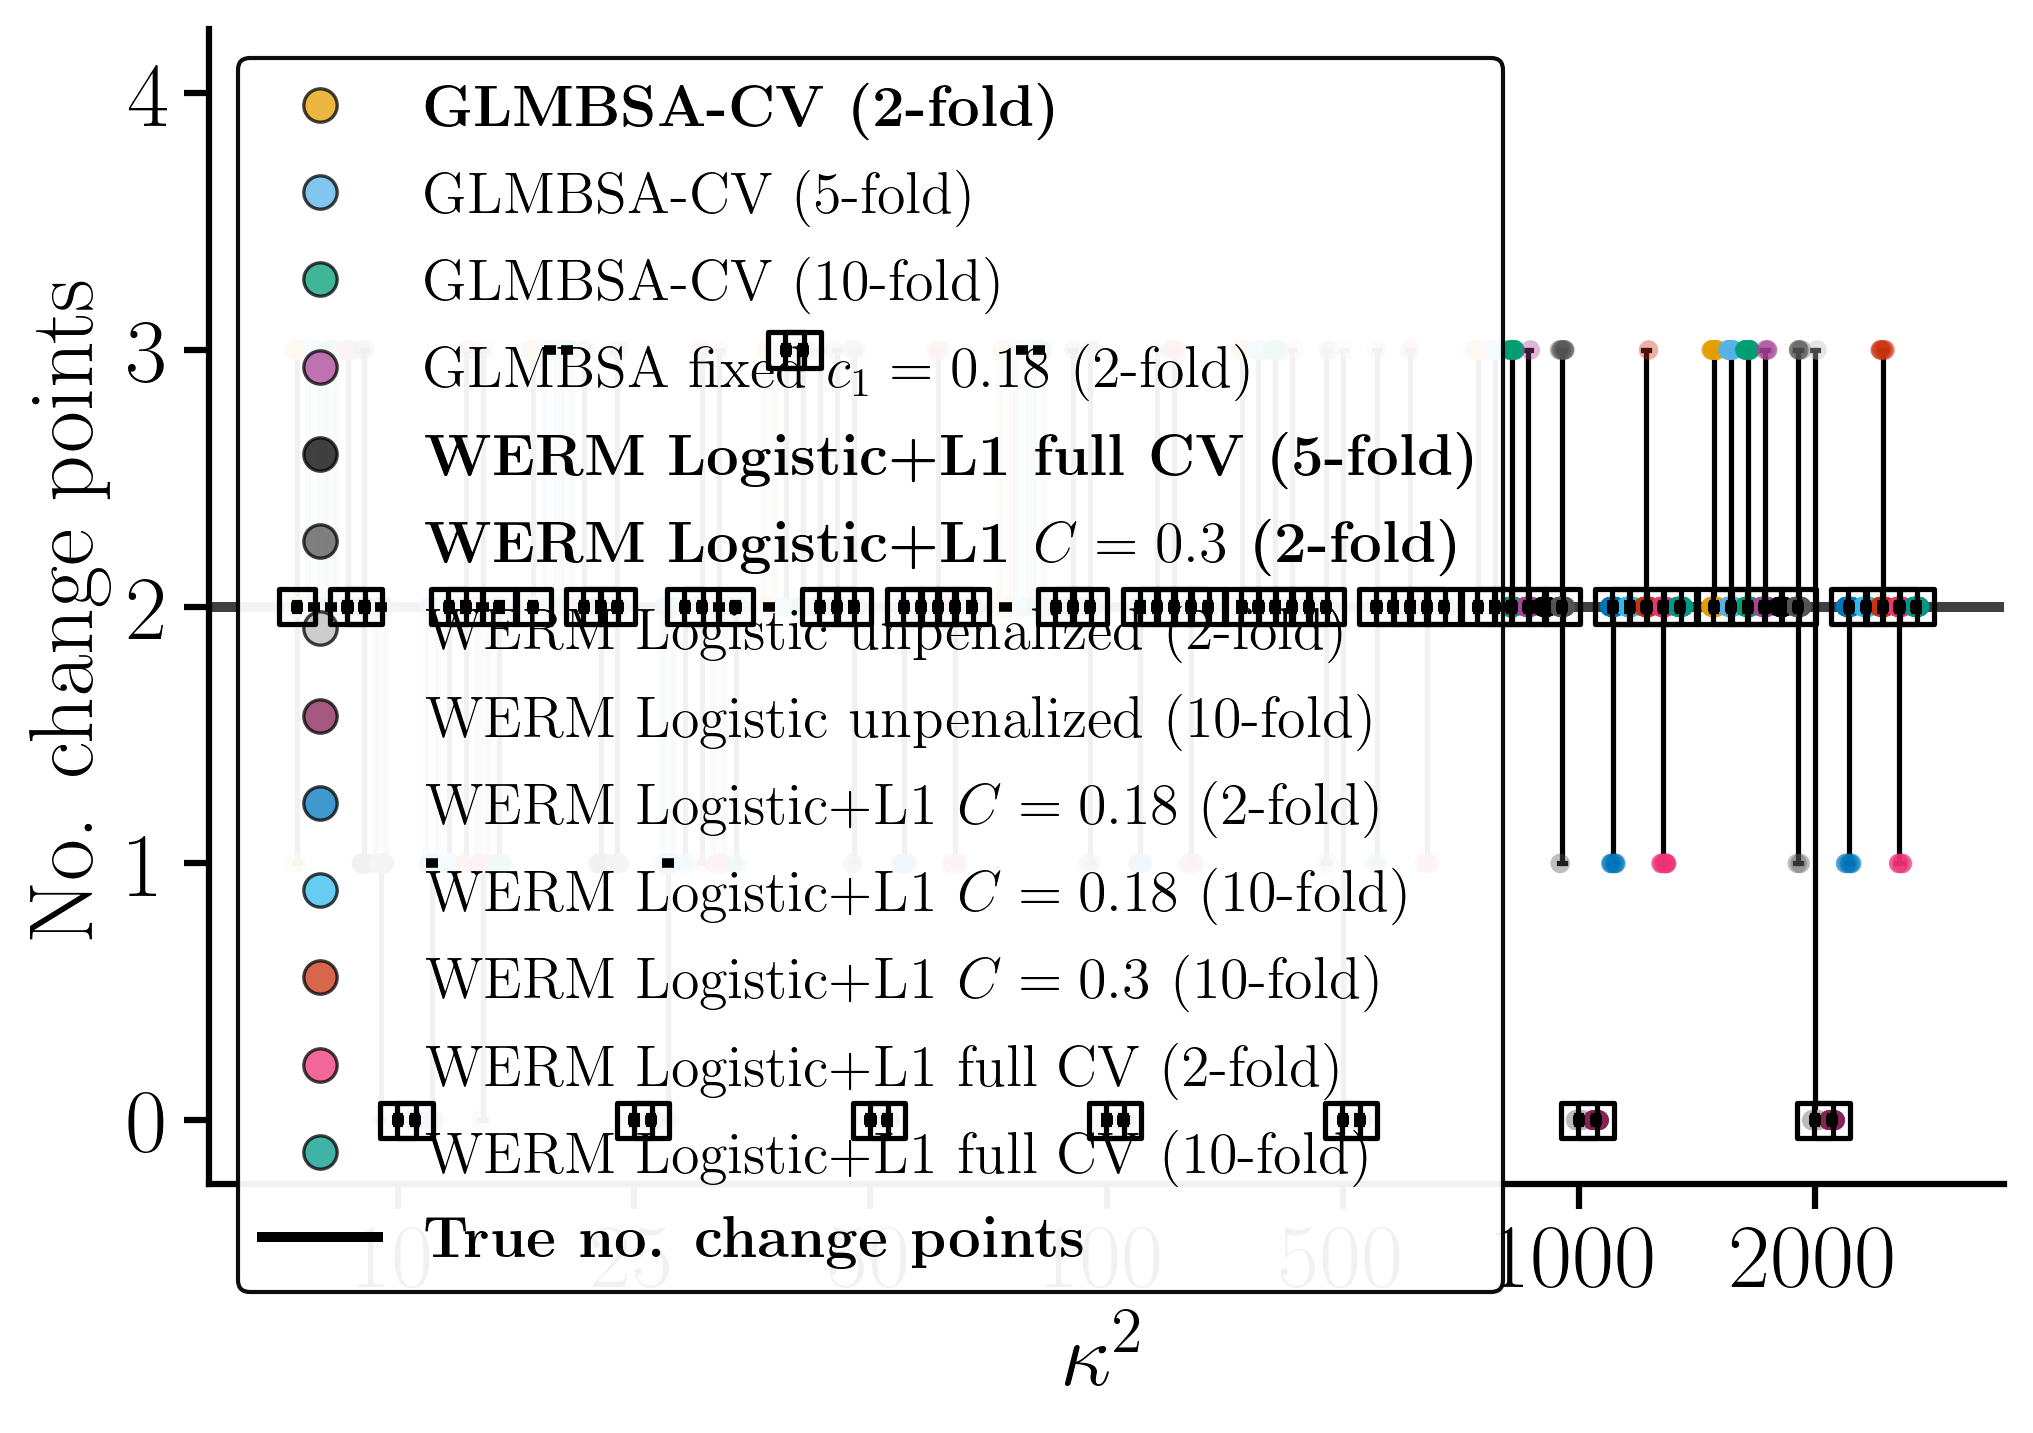 4
3
2
1
0
No. change points
GLMBSA-CV (2-fold)
GLMBSA-CV (5-fold)
GLMBSA-CV (10-fold)
GLMBSA fixed c₁ = 0.18 (2-fold)
WERM Logistic+L1 full CV (5-fold)
WERM Logistic+L1 C = 0.3 (2-fold)
WERM Logistic unpenalized (2-fold)
WERM Logistic unpenalized (10-fold)
WERM Logistic+L1 C = 0.18 (2-fold)
WERM Logistic+L1 C = 0.18 (10-fold)
WERM Logistic+L1 C = 0.3 (10-fold)
WERM Logistic+L1 full CV (2-fold)
WERM Logistic+L1 full CV (10-fold)
True no. change points
10 25 50 100 500 1000 2000
κ²